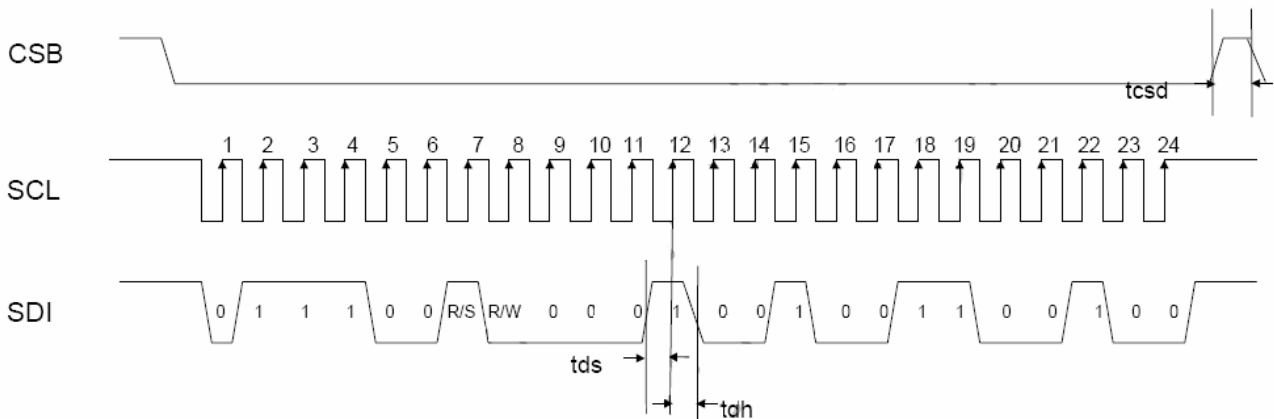 CSB
tcsd
1 2 3 4 5 6 7 8 9 10 11 12 13 14 15 16 17 18 19 20 21 22 23 24
SCL
SDI 0 1 1 1 0 0 R/S R/W 0 0 0 1 0 0 1 0 0 1 1 0 0 1 0 0
tds
tdh